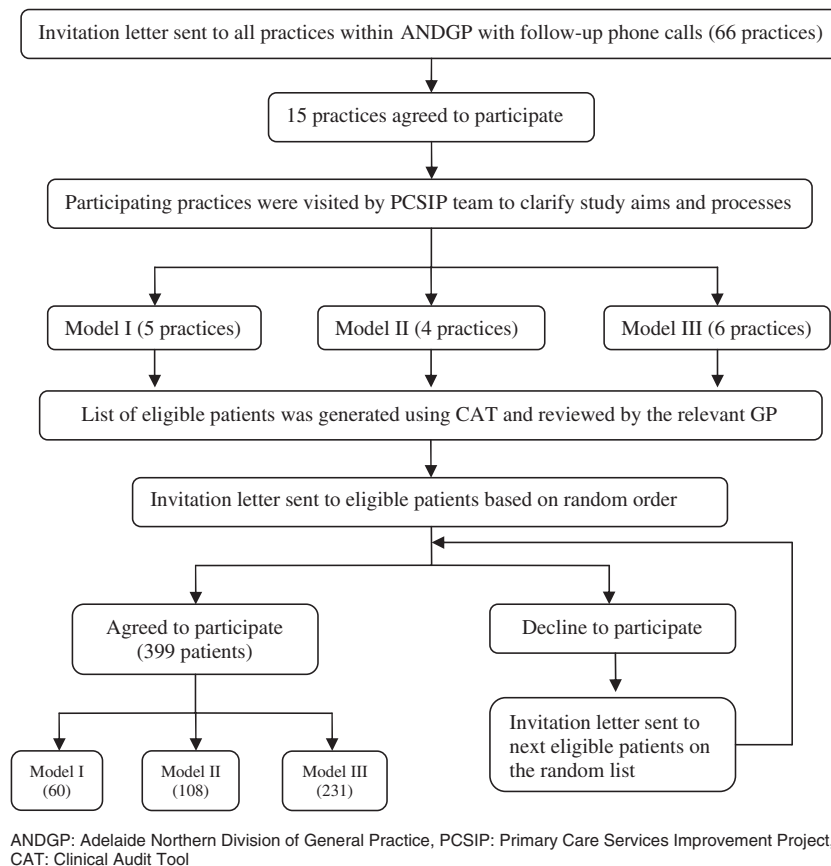 Invitation letter sent to all practices within ANDGP with follow-up phone calls (66 practices)
15 practices agreed to participate
Participating practices were visited by PCSIP team to clarify study aims and processes
Model I (5 practices)
Model II (4 practices)
Model III (6 practices)
List of eligible patients was generated using CAT and reviewed by the relevant GP
Invitation letter sent to eligible patients based on random order
Agreed to participate
(399 patients)
Decline to participate
Invitation letter sent to
next eligible patients on
the random list
Model I
(60)
Model II
(108)
Model III
(231)
ANDGP: Adelaide Northern Division of General Practice, PCSIP: Primary Care Services Improvement Project,
CAT: Clinical Audit Tool